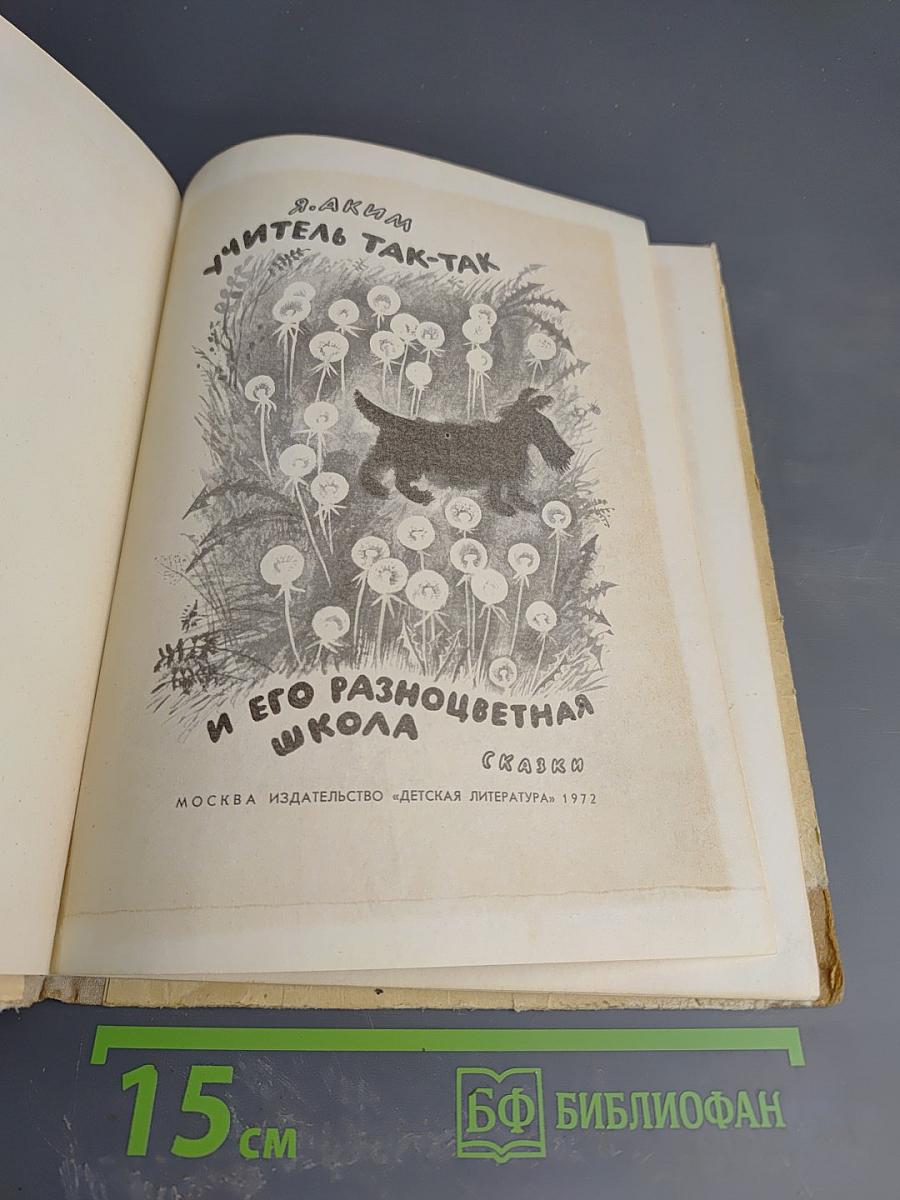 Я. АКИМ
УЧИТЕЛЬ ТАК-ТАК
И ЕГО РАЗНОЦВЕТНАЯ
ШКОЛА
СКАЗКИ
МОСКВА ИЗДАТЕЛЬСТВО «ДЕТСКАЯ ЛИТЕРАТУРА» 1972
15 см
БФ БИБЛИОФАН